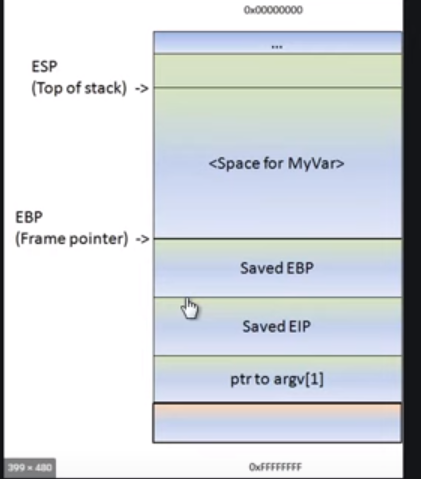 0x00000000
...
ESP
(Top of stack) ->
<Space for MyVar>
EBP
(Frame pointer) ->
Saved EBP
Saved EIP
ptr to argv[1]
399 × 480
0xFFFFFFFF